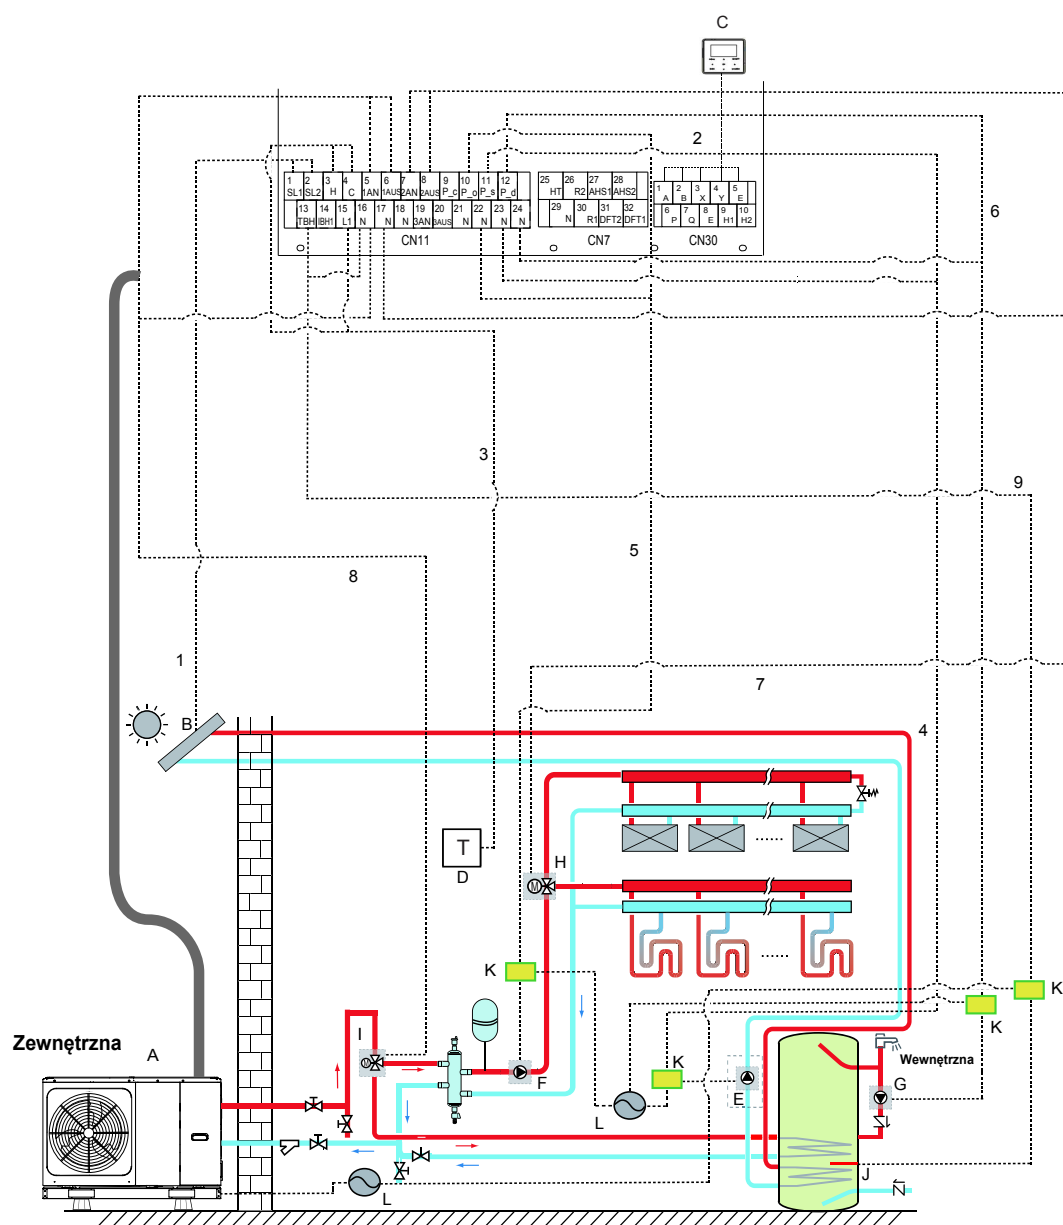 C
2
1 2 3 4 5 6 7 8 9 10 11 12
SL1 SL2 H C 1AN 1AUS 2AN 2AUS P_c P_o P_s P_d
13 14 15 16 17 18 19 20 21 22 23 24
TBH IBH1 L1 N N N 3AN 3AUS N N N N
CN11
25 26 27 28
HT R2 AHS1 AHS2
29 30 31 32
N R1 DFT2 DFT1
CN7
1 2 3 4 5
A B X Y E
6 7 8 9 10
P Q E H1 H2
CN30
6
3
9
5
8
1
7
B
4
T
D
H
M
K
K
K
Zewnętrzna
A
I
M
F
K
E
Wewnętrzna
G
L
J
L